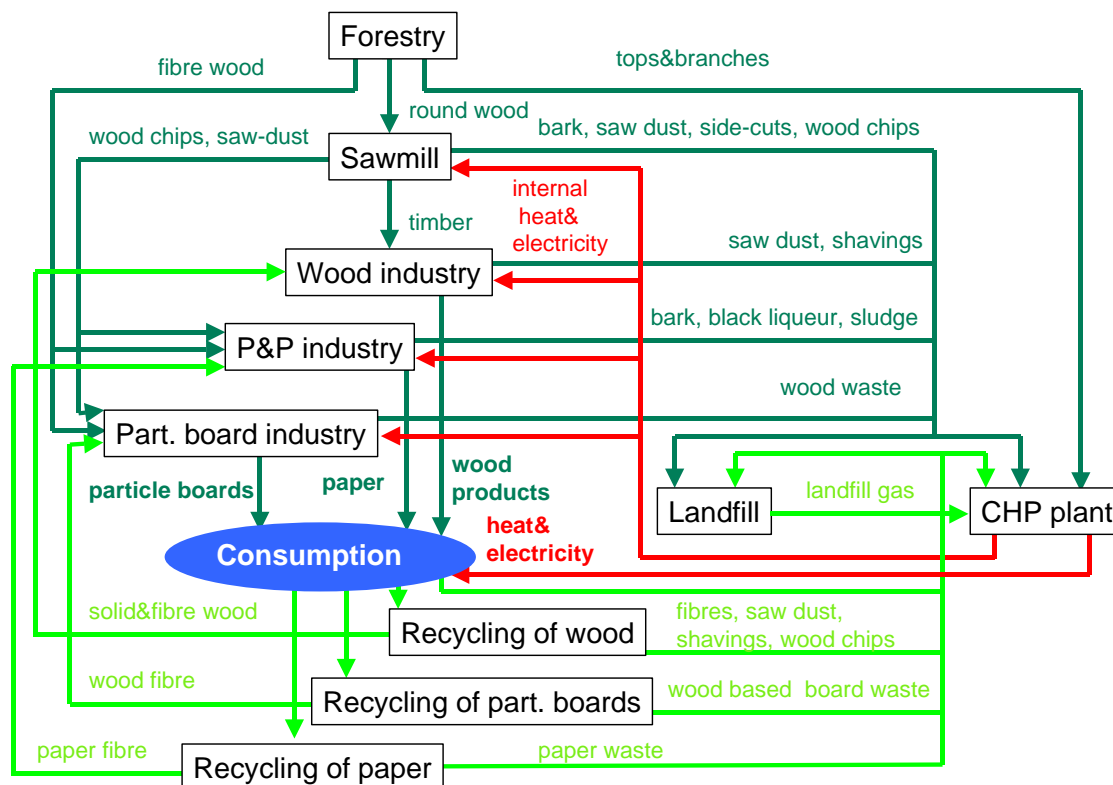 Forestry
fibre wood
tops&branches
round wood
wood chips, saw-dust
bark, saw dust, side-cuts, wood chips
Sawmill
internal
heat&
electricity
timber
saw dust, shavings
Wood industry
bark, black liqueur, sludge
P&P industry
wood waste
Part. board industry
particle boards
paper
wood
products
landfill gas
Landfill
CHP plant
heat&
electricity
Consumption
solid&fibre wood
Recycling of wood
fibres, saw dust,
shavings, wood chips
wood fibre
Recycling of part. boards
wood based board waste
paper fibre
Recycling of paper
paper waste